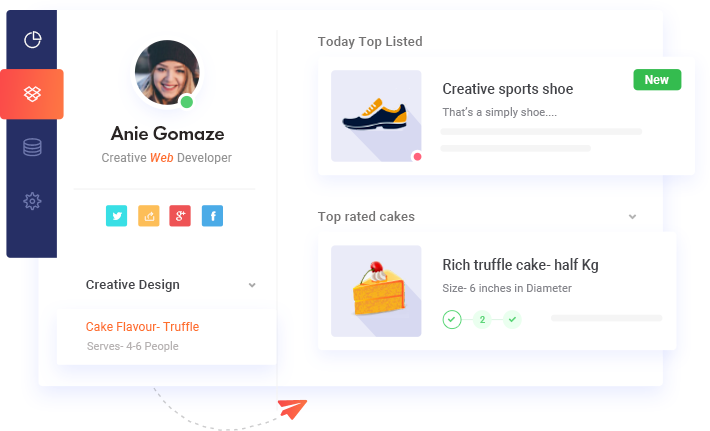 Anie Gomaze
Creative Web Developer
g+
f
Creative Design
Cake Flavour- Truffle
Serves- 4-6 People
Today Top Listed
New
Creative sports shoe
That's a simply shoe....
Top rated cakes
Rich truffle cake- half Kg
Size- 6 inches in Diameter
2